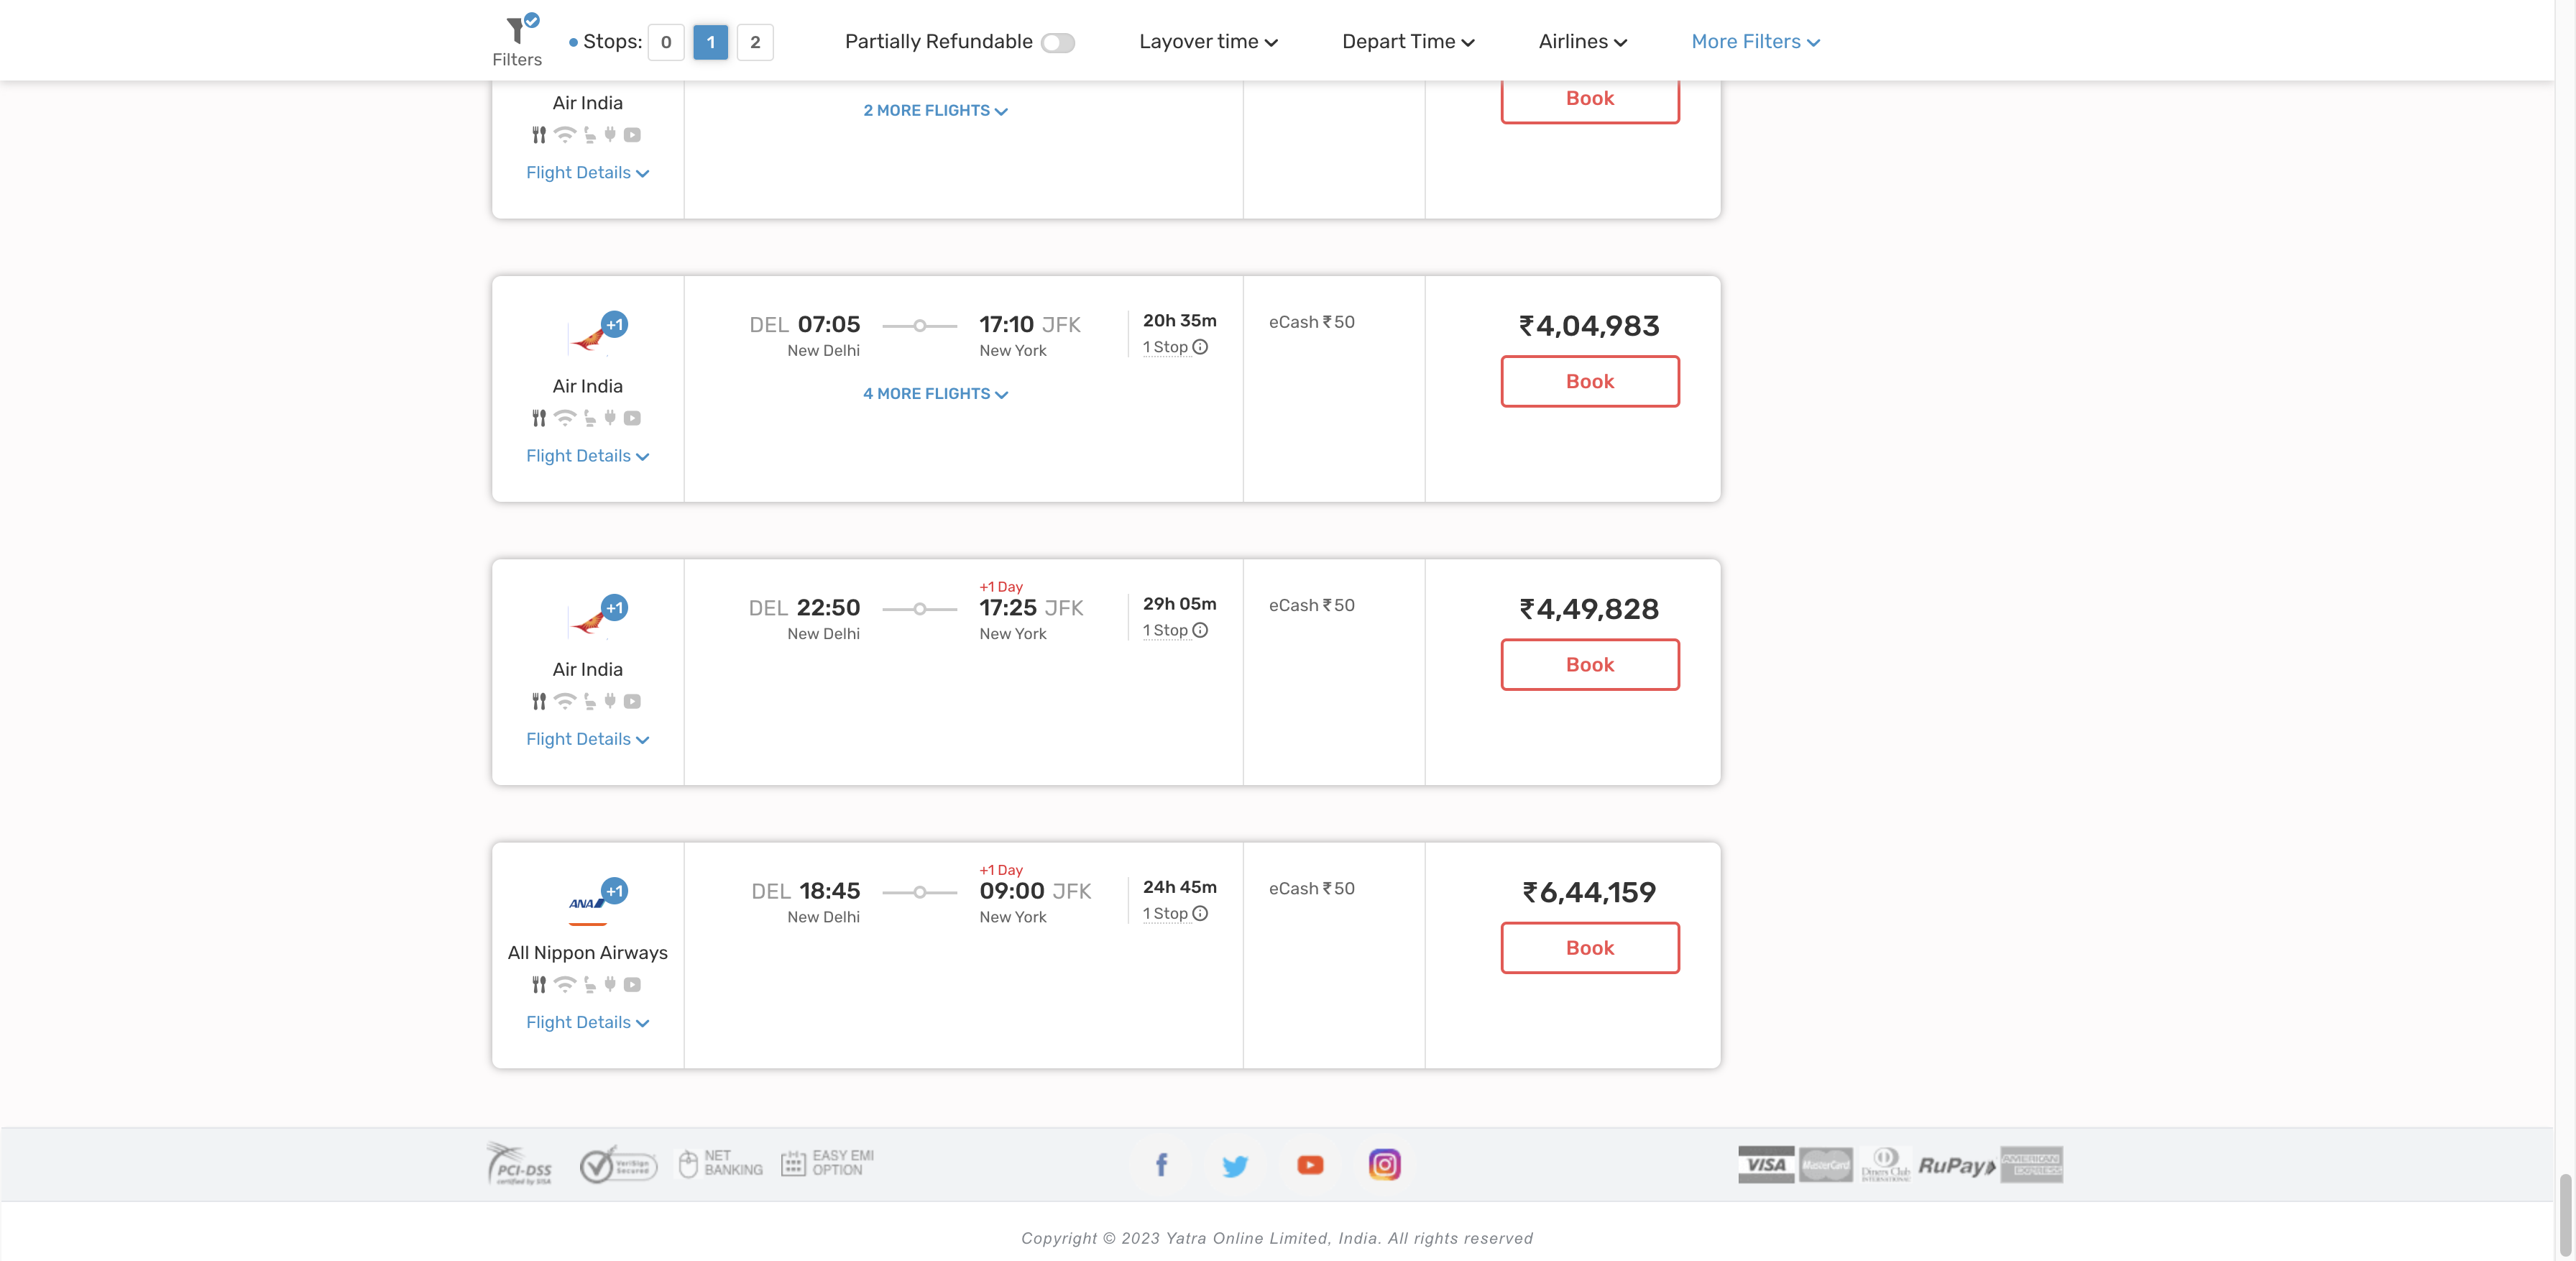 Filters
Stops: 0 1 2
Partially Refundable
Layover time
Depart Time
Airlines
More Filters
Air India
2 MORE FLIGHTS
Book
Flight Details
+1
Air India
Flight Details
DEL 07:05
New Delhi
17:10 JFK
New York
20h 35m
1 Stop
4 MORE FLIGHTS
eCash ₹50
₹4,04,983
Book
+1
Air India
Flight Details
DEL 22:50
New Delhi
+1 Day
17:25 JFK
New York
29h 05m
1 Stop
eCash ₹50
₹4,49,828
Book
ANA
+1
All Nippon Airways
Flight Details
DEL 18:45
New Delhi
+1 Day
09:00 JFK
New York
24h 45m
1 Stop
eCash ₹50
₹6,44,159
Book
PCI-DSS
certified by SISA
VeriSign
Secured
NET
BANKING
EASY EMI
OPTION
VISA
MasterCard
Diners Club
INTERNATIONAL
RuPay
AMERICAN
EXPRESS
Copyright © 2023 Yatra Online Limited, India. All rights reserved